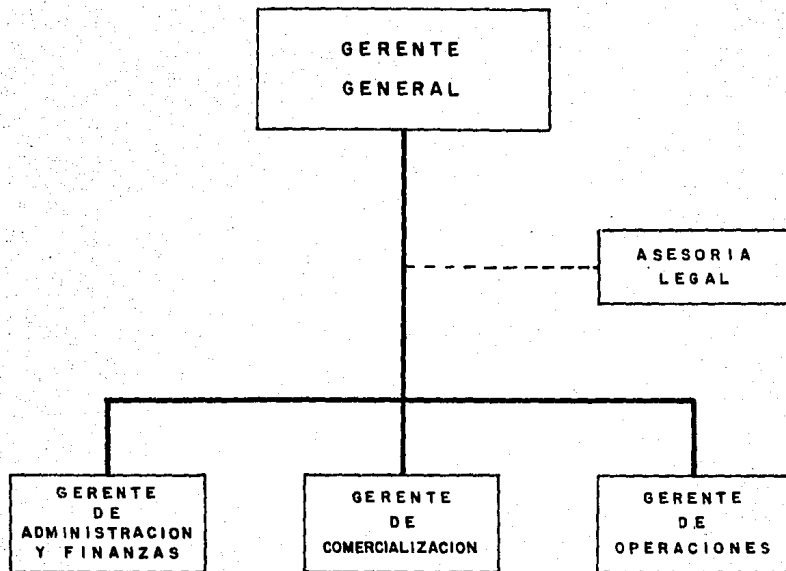 GERENTE
GENERAL
ASESORIA
LEGAL
GERENTE
DE
ADMINISTRACION
Y FINANZAS
GERENTE
DE
COMERCIALIZACION
GERENTE
DE
OPERACIONES